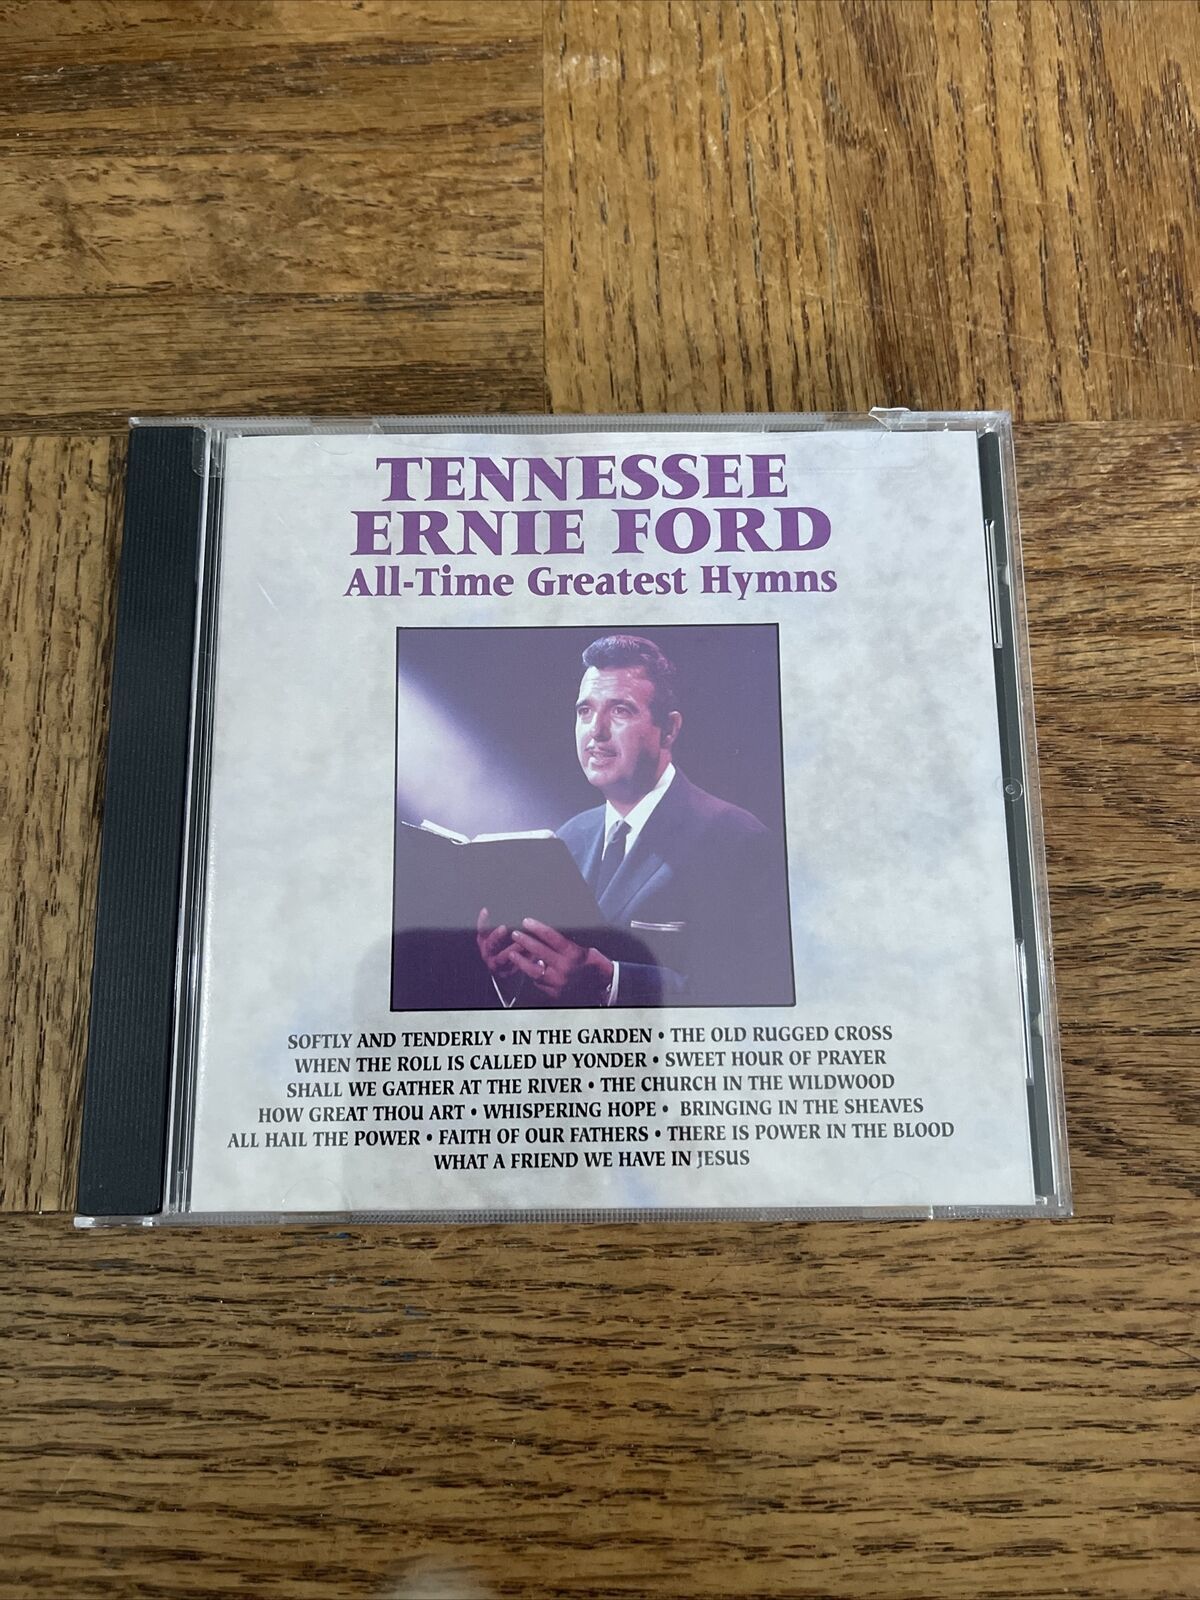 TENNESSEE
ERNIE FORD
All-Time Greatest Hymns
SOFTLY AND TENDERLY • IN THE GARDEN • THE OLD RUGGED CROSS
WHEN THE ROLL IS CALLED UP YONDER • SWEET HOUR OF PRAYER
SHALL WE GATHER AT THE RIVER • THE CHURCH IN THE WILDWOOD
HOW GREAT THOU ART • WHISPERING HOPE • BRINGING IN THE SHEAVES
ALL HAIL THE POWER • FAITH OF OUR FATHERS • THERE IS POWER IN THE BLOOD
WHAT A FRIEND WE HAVE IN JESUS